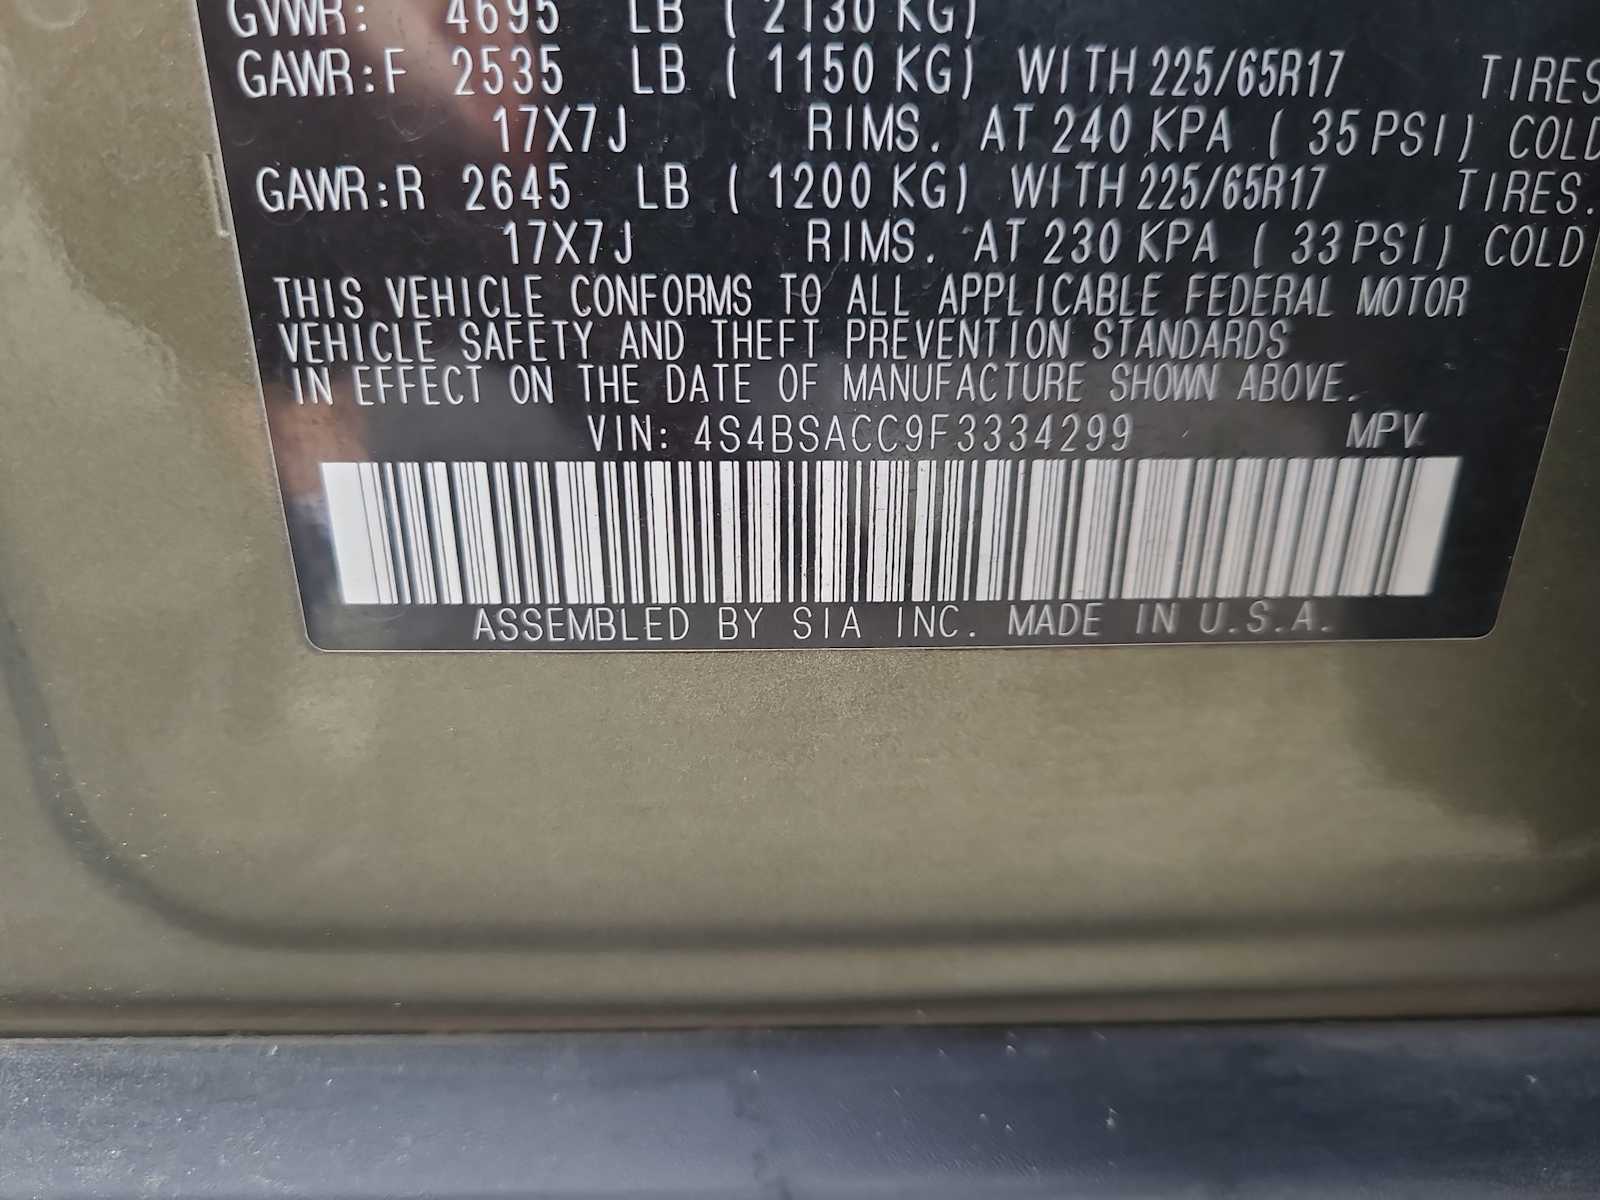 GVWR: 4695 LB ( 2130 KG)
GAWR:F 2535 LB ( 1150 KG) WITH 225/65R17 TIRES
17X7J RIMS. AT 240 KPA ( 35 PSI) COLD
GAWR:R 2645 LB ( 1200 KG) WITH 225/65R17 TIRES.
17X7J RIMS. AT 230 KPA ( 33 PSI) COLD
THIS VEHICLE CONFORMS TO ALL APPLICABLE FEDERAL MOTOR
VEHICLE SAFETY AND THEFT PREVENTION STANDARDS
IN EFFECT ON THE DATE OF MANUFACTURE SHOWN ABOVE.
VIN: 4S4BSACC9F3334299 MPV
ASSEMBLED BY SIA INC. MADE IN U.S.A.